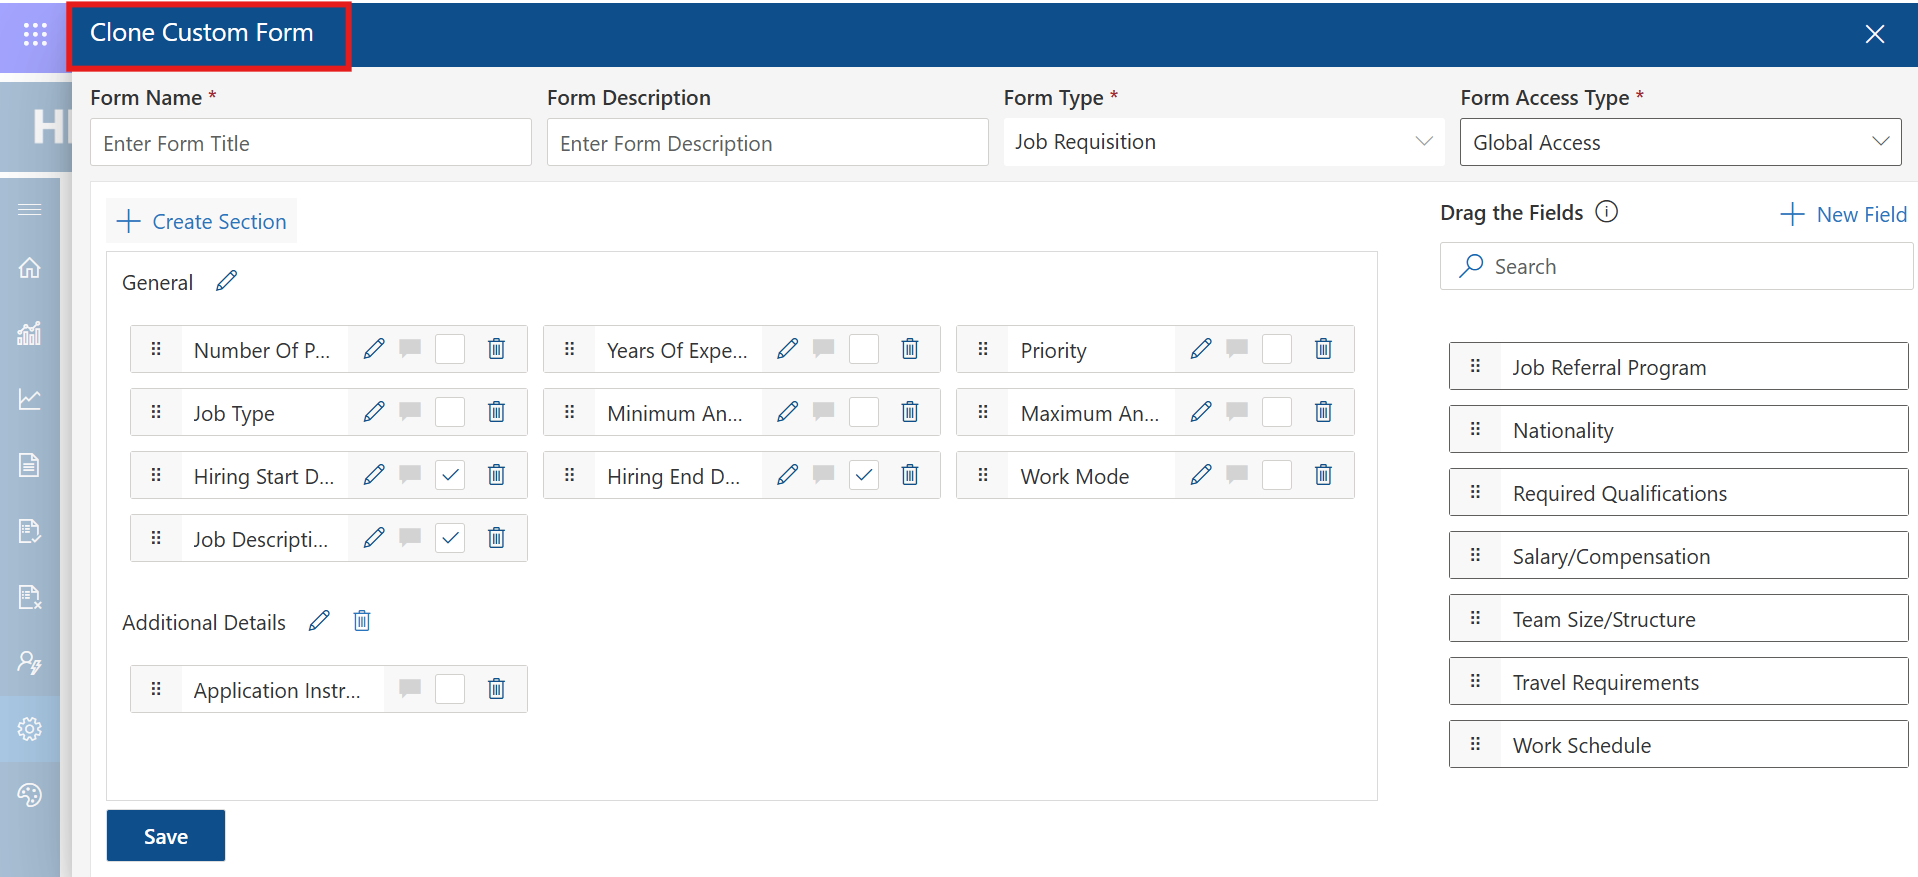 Clone Custom Form
Form Name *
Form Description
Form Type *
Form Access Type *
Enter Form Title
Enter Form Description
Job Requisition
Global Access
Create Section
General
Number Of P...
Years Of Expe...
Priority
Job Type
Minimum An...
Maximum An...
Hiring Start D...
Hiring End D...
Work Mode
Job Descripti...
Additional Details
Application Instr...
Save
Drag the Fields
New Field
Search
Job Referral Program
Nationality
Required Qualifications
Salary/Compensation
Team Size/Structure
Travel Requirements
Work Schedule